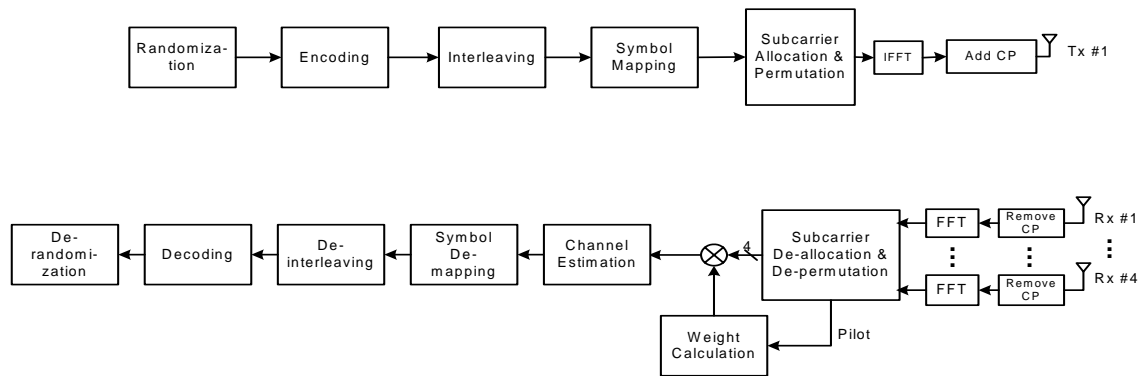 Randomiza-
tion
Encoding
Interleaving
Symbol
Mapping
Subcarrier
Allocation &
Permutation
IFFT
Add CP
Tx #1
De-
randomi-
zation
Decoding
De-
interleaving
Symbol
De-
mapping
Channel
Estimation
4
Subcarrier
De-allocation &
De-permutation
FFT
Remove
CP
Rx #1
FFT
Remove
CP
Rx #4
Weight
Calculation
Pilot